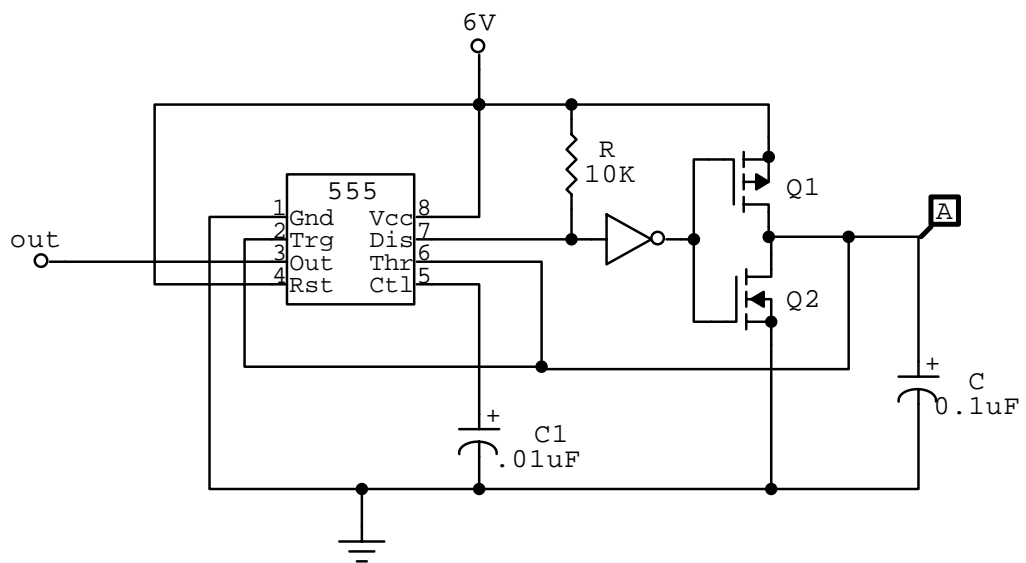 6V
R
10K
555
Q1
A
1 Gnd Vcc 8
2 Trg Dis 7
out
3 Out Thr 6
4 Rst Ctl 5
Q2
+
C
0.1uF
+
C1
.01uF